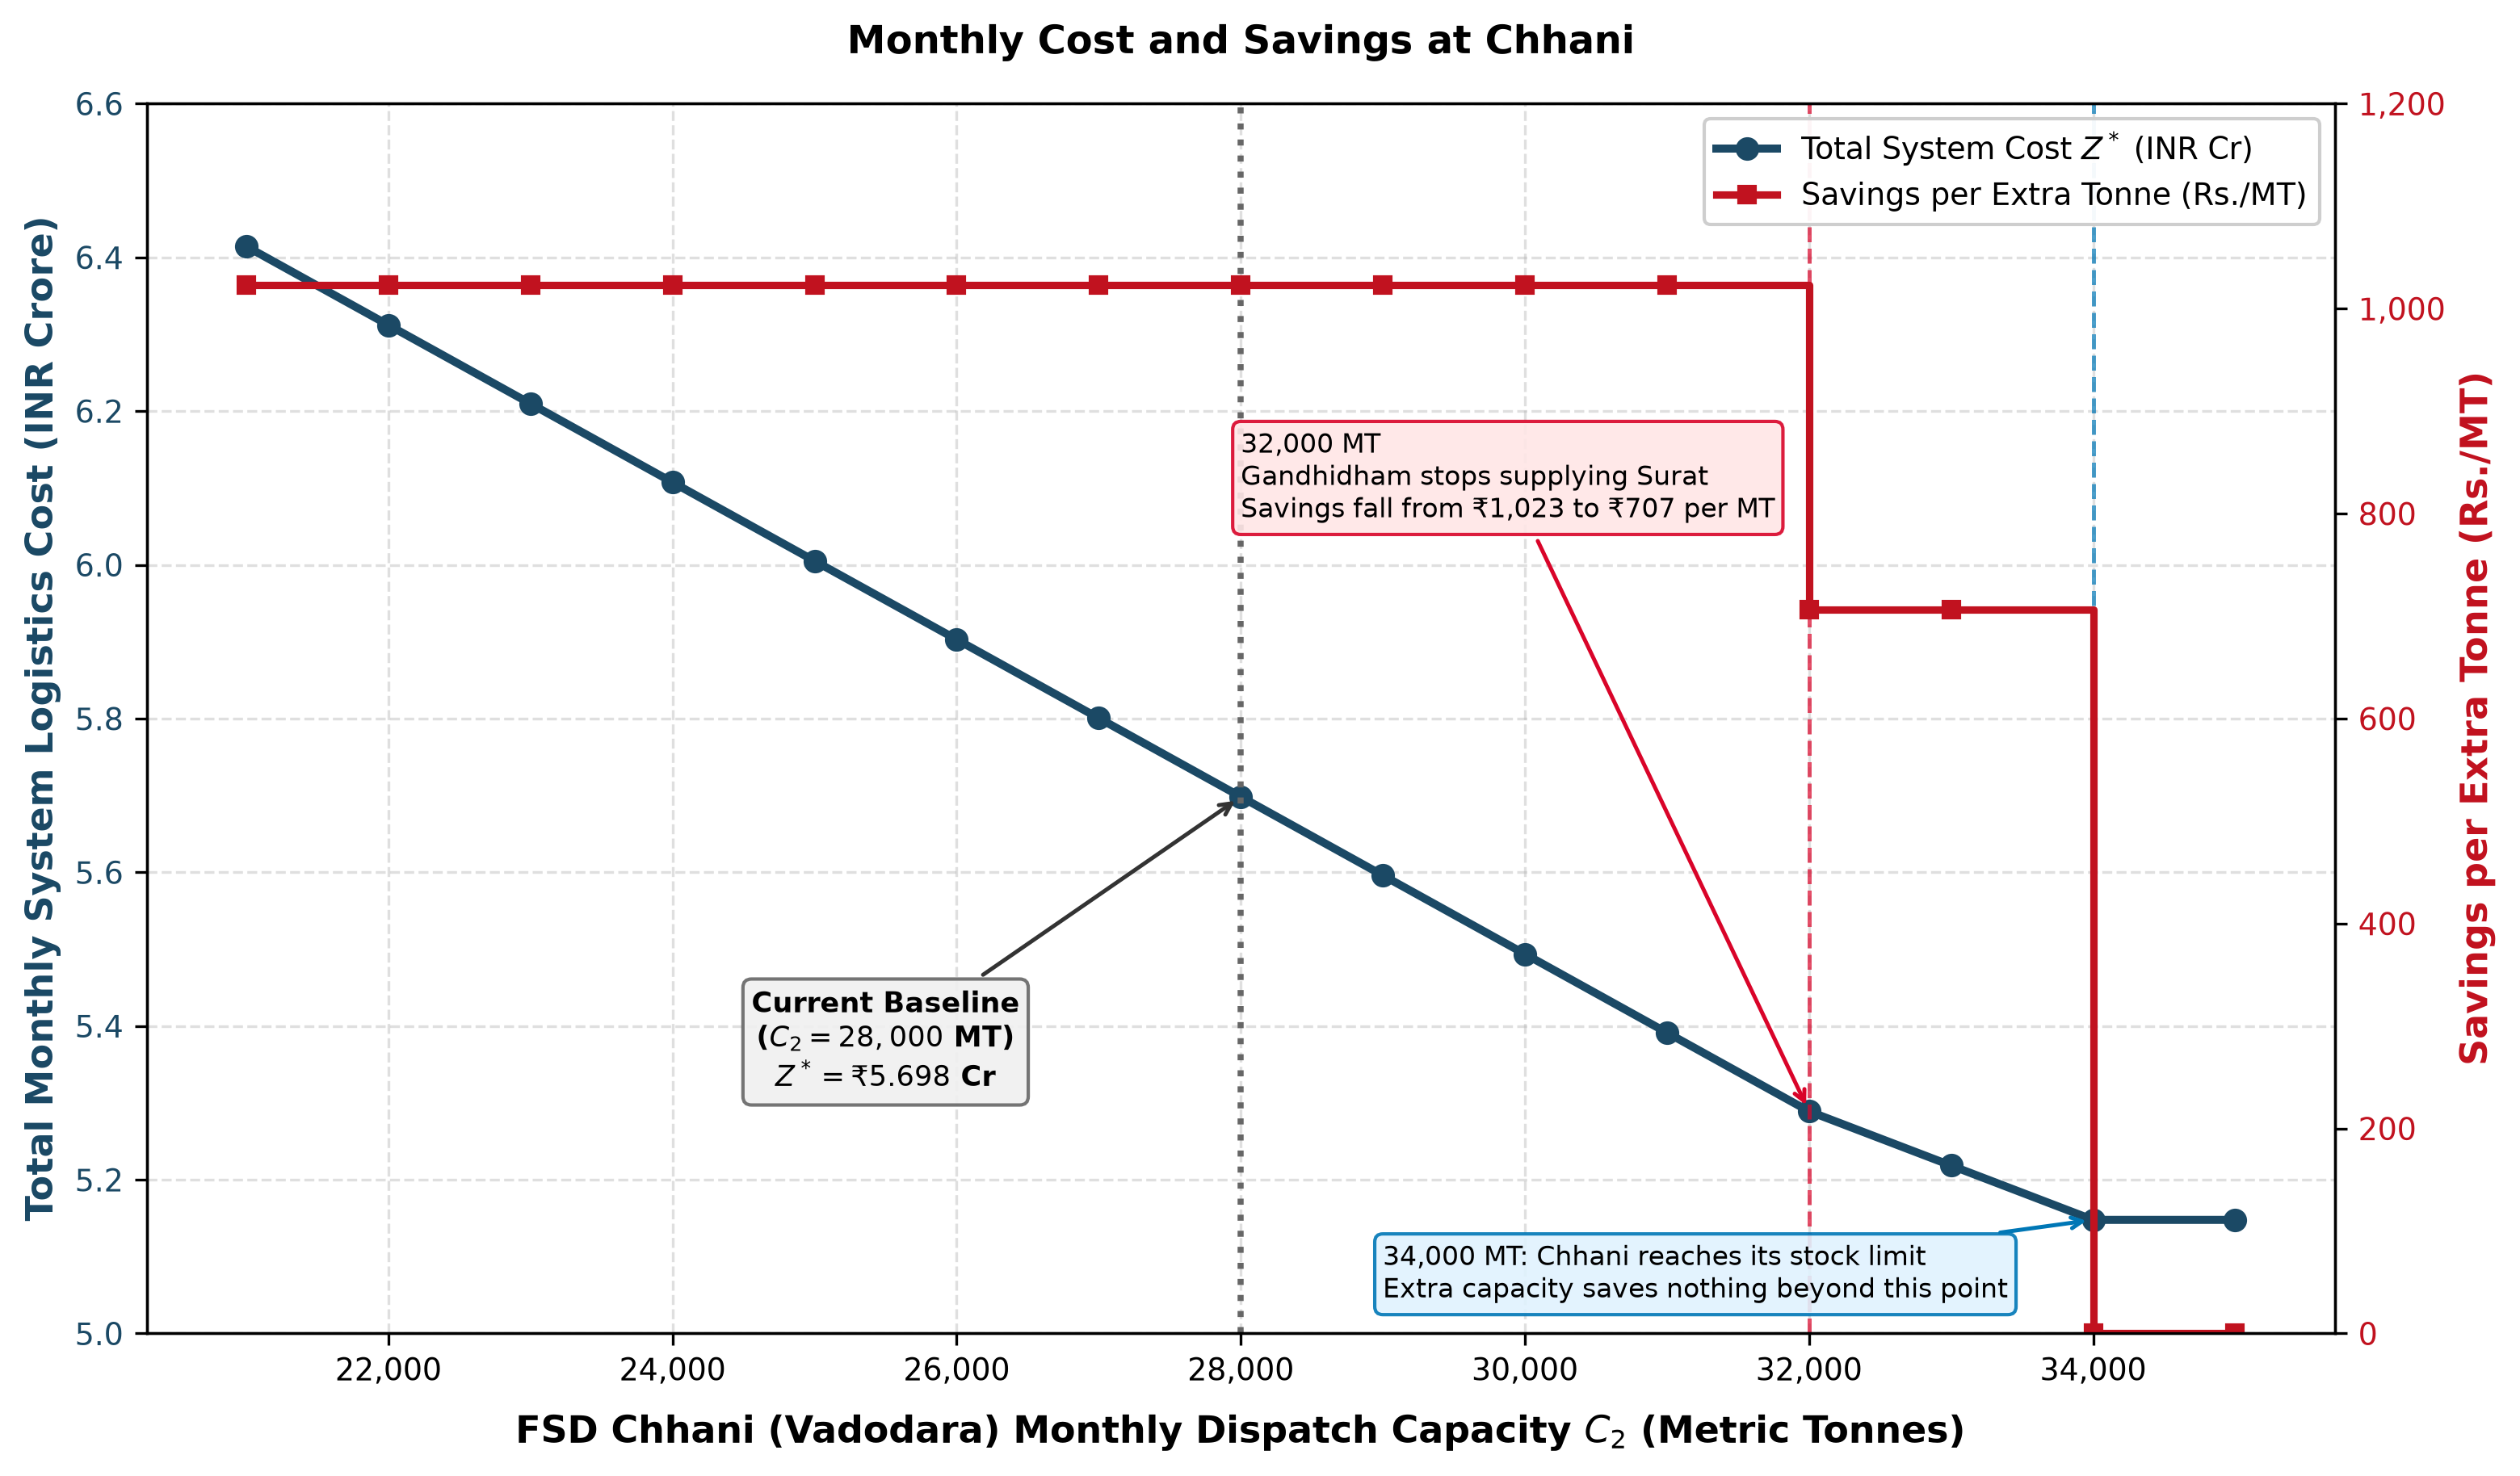 Monthly Cost and Savings at Chhani
Total Monthly System Logistics Cost (INR Crore)
6.6
6.4
6.2
6.0
5.8
5.6
5.4
5.2
5.0
Total System Cost Z* (INR Cr)
Savings per Extra Tonne (Rs./MT)
32,000 MT
Gandhidham stops supplying Surat
Savings fall from ₹1,023 to ₹707 per MT
Current Baseline
(C₂ = 28,000 MT)
Z* = ₹5.698 Cr
34,000 MT: Chhani reaches its stock limit
Extra capacity saves nothing beyond this point
1,200
1,000
800
600
400
200
0
Savings per Extra Tonne (Rs./MT)
22,000
24,000
26,000
28,000
30,000
32,000
34,000
FSD Chhani (Vadodara) Monthly Dispatch Capacity C₂ (Metric Tonnes)